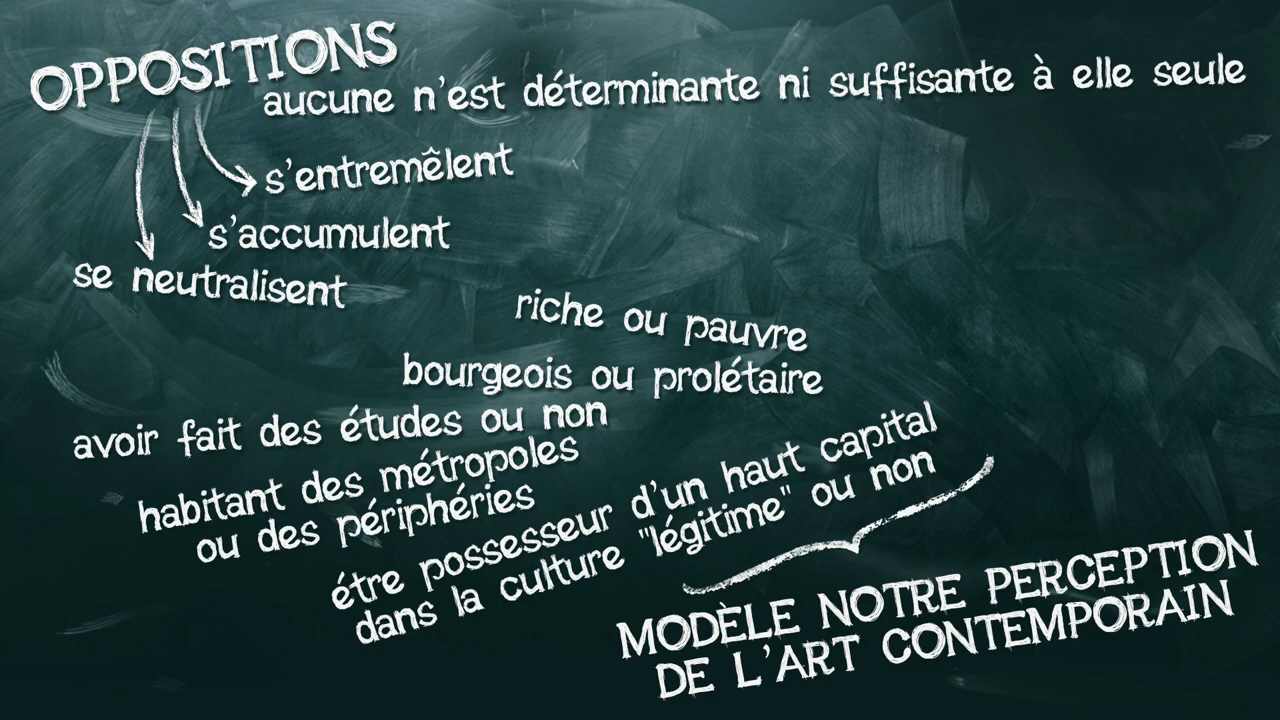 OPPOSITIONS
aucune n'est déterminante ni suffisante à elle seule
s'entremêlent
s'accumulent
se neutralisent
riche ou pauvre
bourgeois ou prolétaire
avoir fait des études ou non
habitant des métropoles
ou des périphéries
étre possesseur d'un haut capital
dans la culture "légitime" ou non
MODÈLE NOTRE PERCEPTION
DE L'ART CONTEMPORAIN